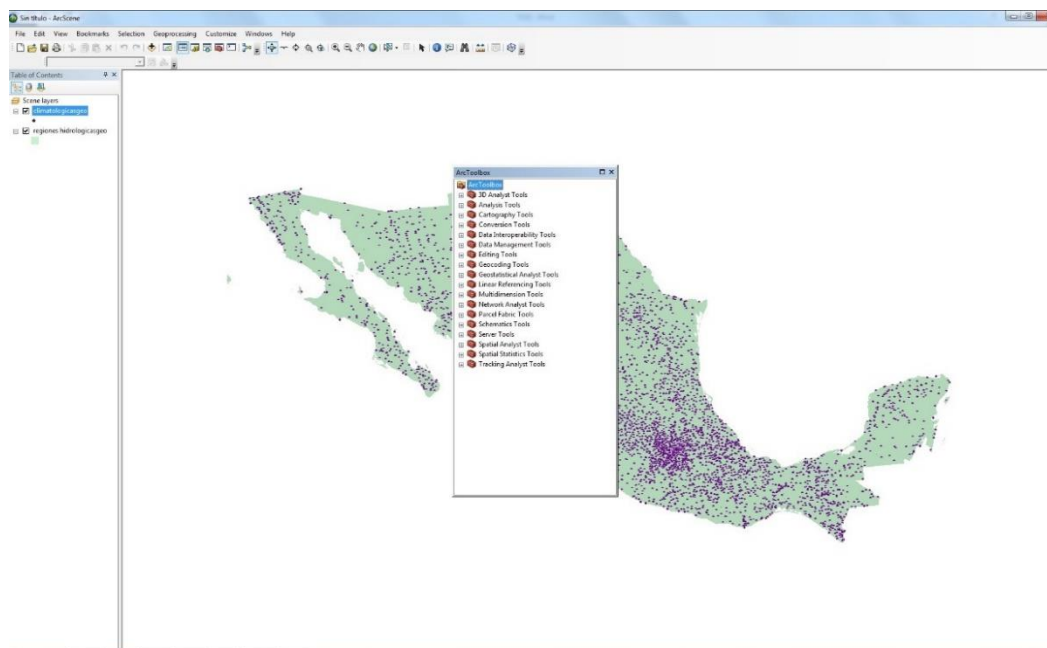 Sin título - ArcScene
File Edit View Bookmarks Selection Geoprocessing Customize Windows Help
Table of Contents
Scene layers
climatologicasgeo
regiones hidrologicasgeo
ArcToolbox
ArcToolbox
3D Analyst Tools
Analysis Tools
Cartography Tools
Conversion Tools
Data Interoperability Tools
Data Management Tools
Editing Tools
Geocoding Tools
Geostatistical Analyst Tools
Linear Referencing Tools
Multidimension Tools
Network Analyst Tools
Parcel Fabric Tools
Schematics Tools
Server Tools
Spatial Analyst Tools
Spatial Statistics Tools
Tracking Analyst Tools